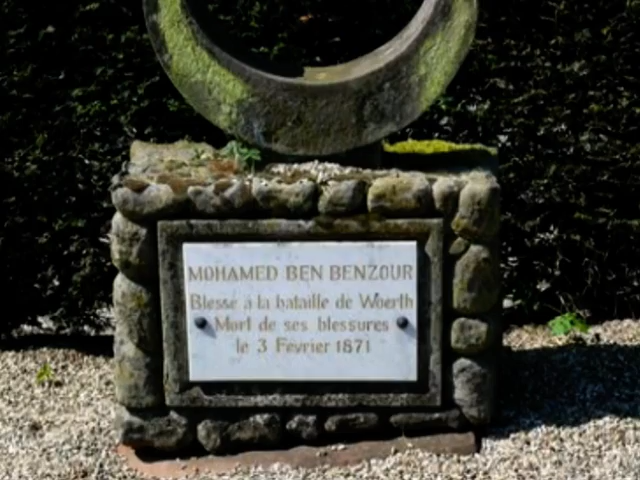 MOHAMED BEN BENZOUR
Blessé à la bataille de Woerth
Mort de ses blessures
le 3 Février 1871